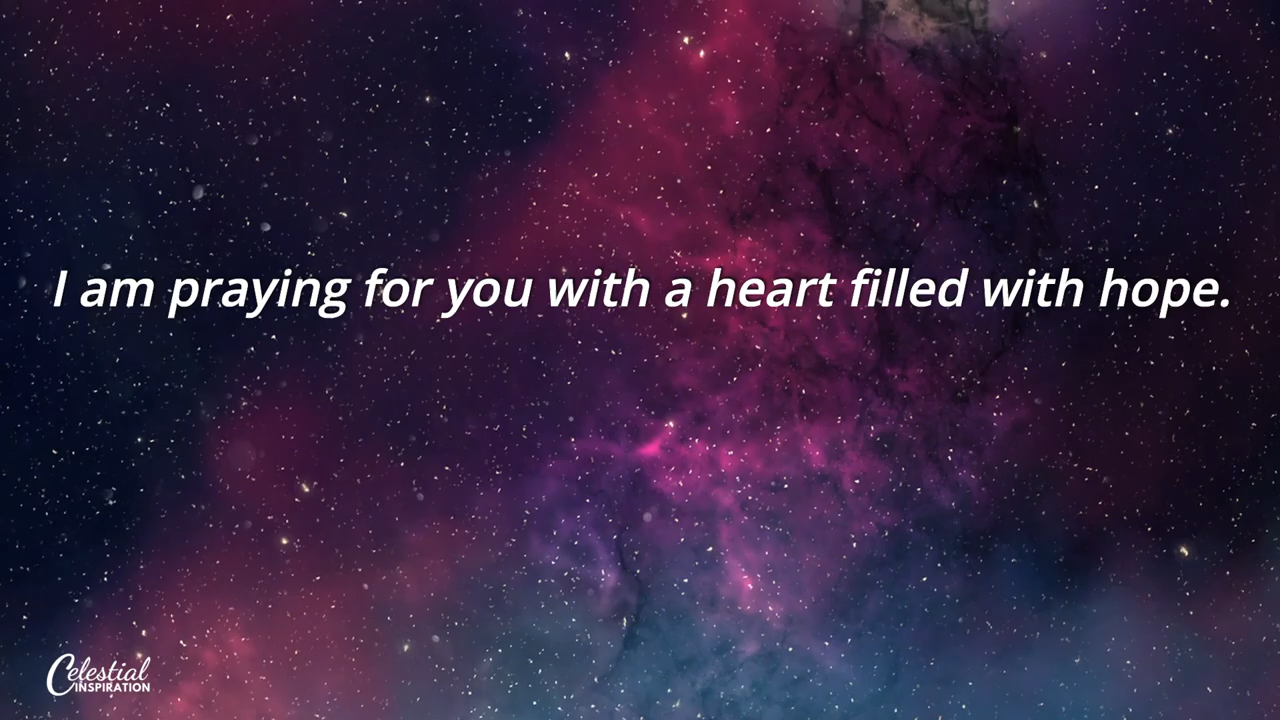 I am praying for you with a heart filled with hope.
Celestial
INSPIRATION